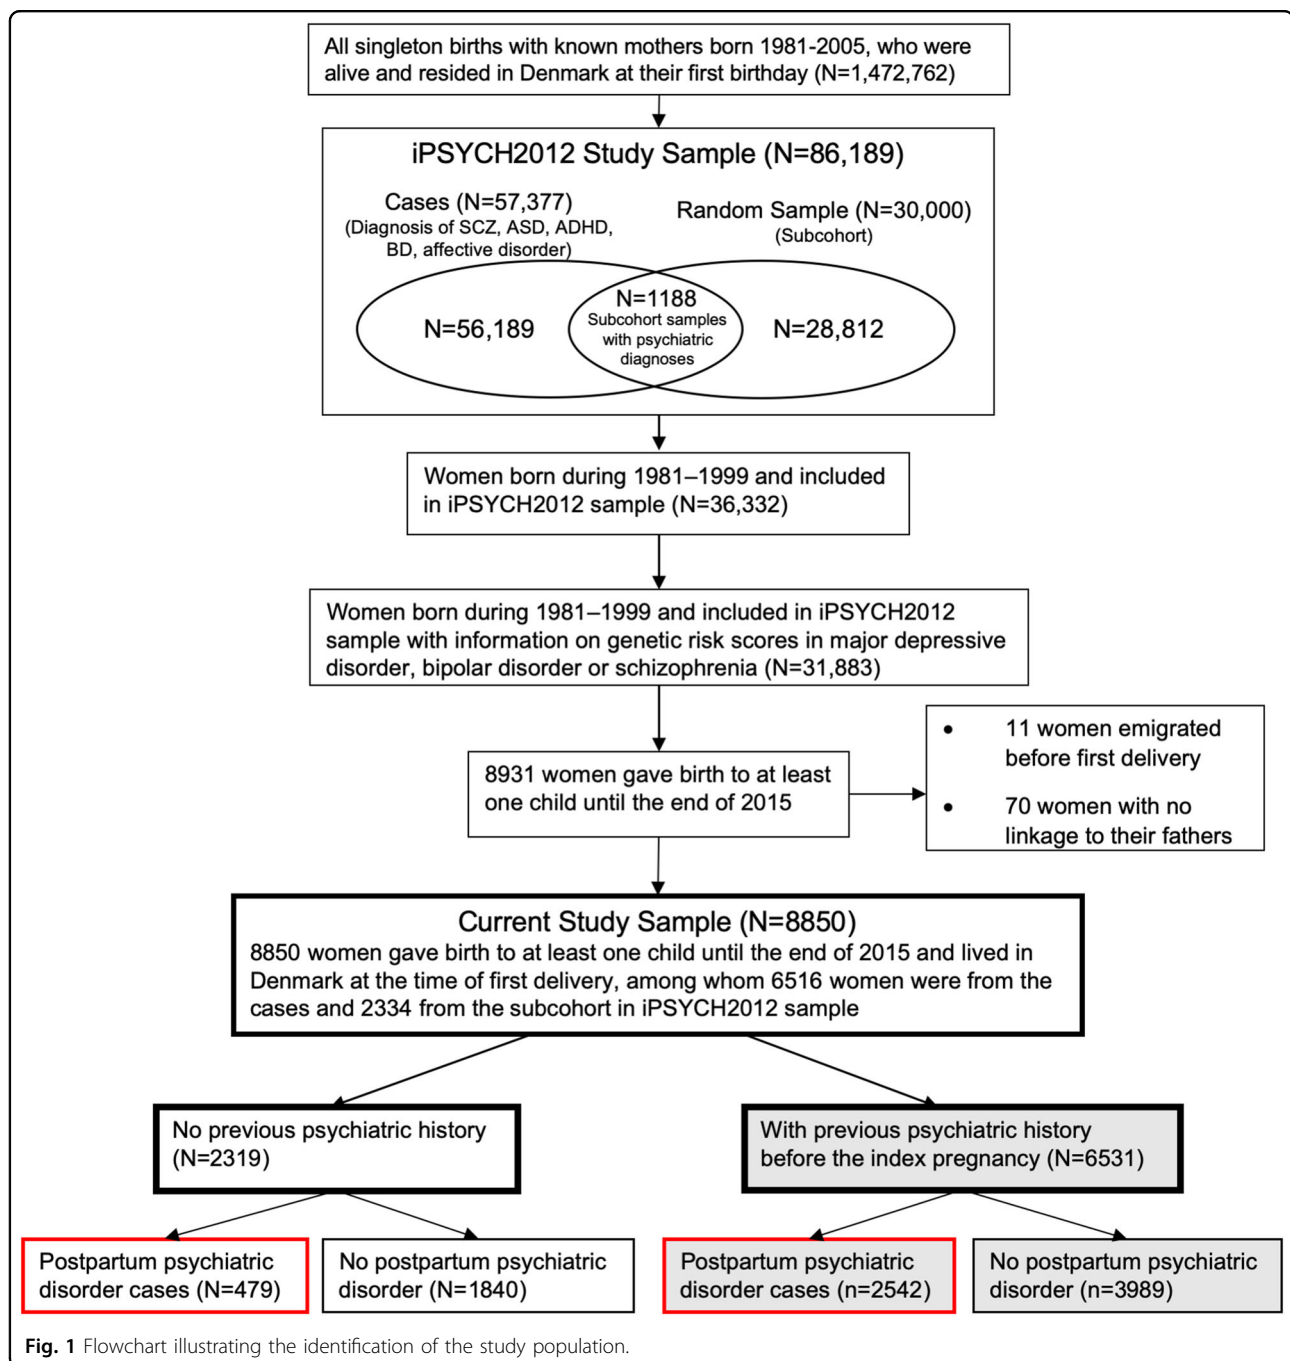 All singleton births with known mothers born 1981-2005, who were
alive and resided in Denmark at their first birthday (N=1,472,762)
iPSYCH2012 Study Sample (N=86,189)
Cases (N=57,377)
(Diagnosis of SCZ, ASD, ADHD,
BD, affective disorder)
Random Sample (N=30,000)
(Subcohort)
N=56,189
N=1188
Subcohort samples
with psychiatric
diagnoses
N=28,812
Women born during 1981–1999 and included
in iPSYCH2012 sample (N=36,332)
Women born during 1981–1999 and included in iPSYCH2012
sample with information on genetic risk scores in major depressive
disorder, bipolar disorder or schizophrenia (N=31,883)
8931 women gave birth to at least
one child until the end of 2015
• 11 women emigrated
before first delivery
• 70 women with no
linkage to their fathers
Current Study Sample (N=8850)
8850 women gave birth to at least one child until the end of 2015 and lived in
Denmark at the time of first delivery, among whom 6516 women were from the
cases and 2334 from the subcohort in iPSYCH2012 sample
No previous psychiatric history
(N=2319)
With previous psychiatric history
before the index pregnancy (N=6531)
Postpartum psychiatric
disorder cases (N=479)
No postpartum psychiatric
disorder (N=1840)
Postpartum psychiatric
disorder cases (n=2542)
No postpartum psychiatric
disorder (n=3989)
Fig. 1 Flowchart illustrating the identification of the study population.